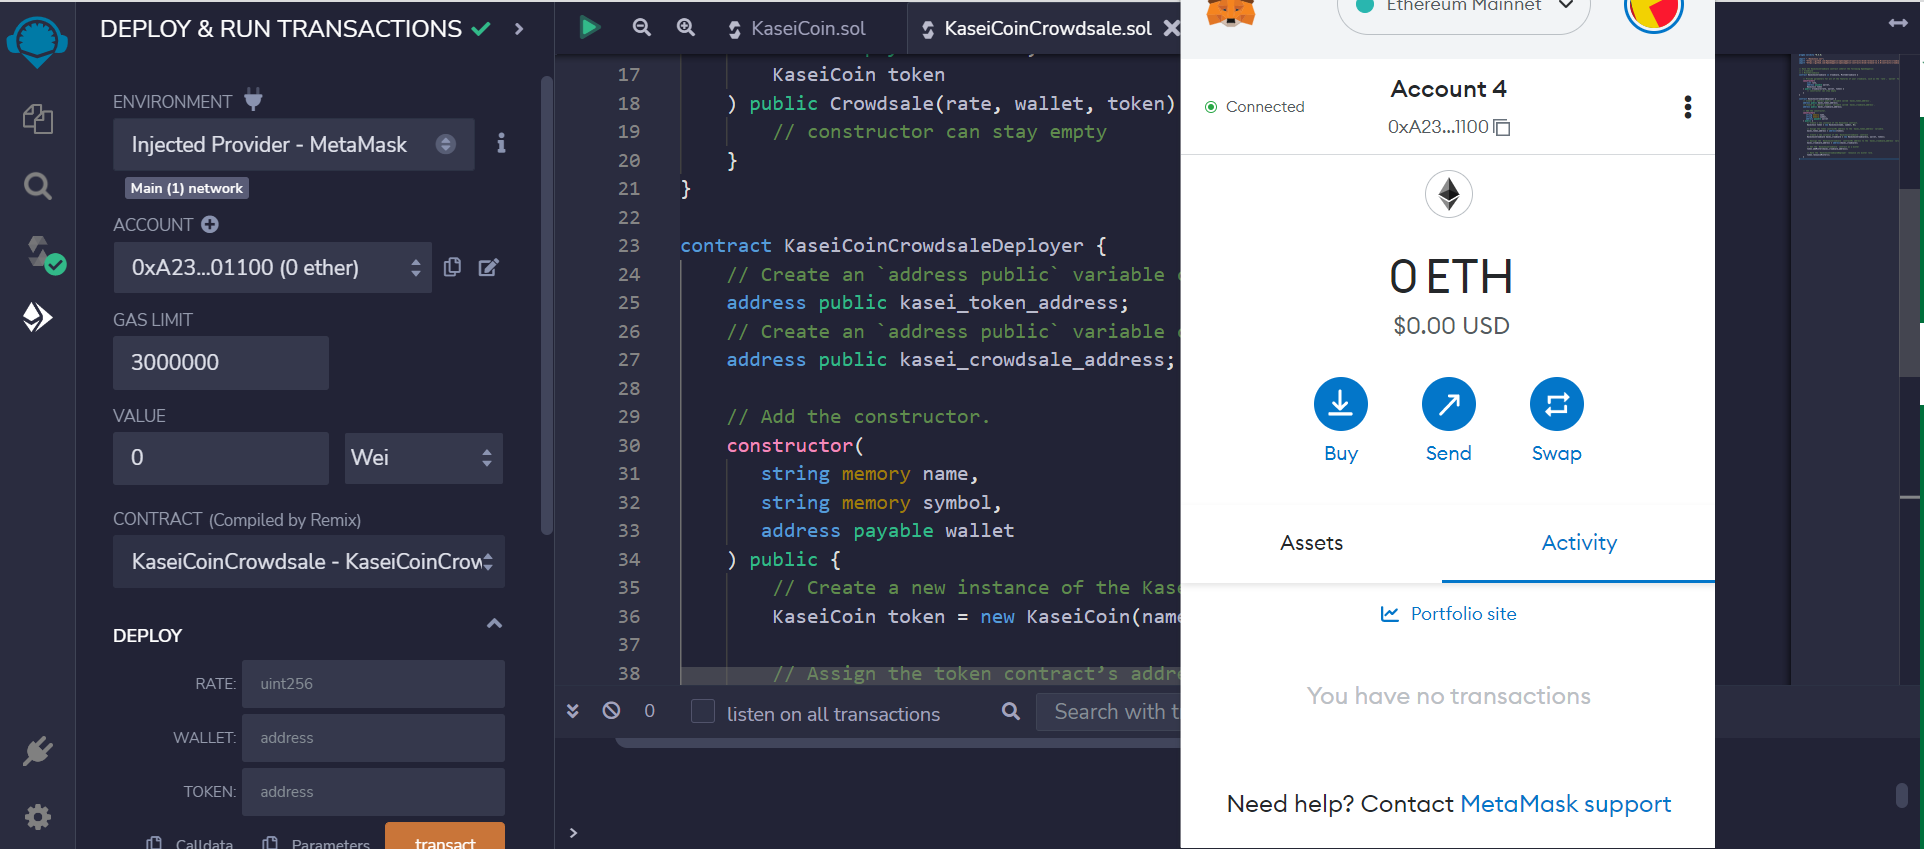 DEPLOY & RUN TRANSACTIONS
ENVIRONMENT
Injected Provider - MetaMask
Main (1) network
ACCOUNT
0xA23...01100 (0 ether)
GAS LIMIT
3000000
VALUE
0
Wei
CONTRACT (Compiled by Remix)
KaseiCoinCrowdsale - KaseiCoinCrow
DEPLOY
RATE: uint256
WALLET: address
TOKEN: address
Calldata Parameters transact
KaseiCoin.sol KaseiCoinCrowdsale.sol
17 KaseiCoin token
18 ) public Crowdsale(rate, wallet, token)
19 // constructor can stay empty
20 }
21 }
22
23 contract KaseiCoinCrowdsaleDeployer {
24 // Create an `address public` variable
25 address public kasei_token_address;
26 // Create an `address public` variable
27 address public kasei_crowdsale_address;
28
29 // Add the constructor.
30 constructor(
31 string memory name,
32 string memory symbol,
33 address payable wallet
34 ) public {
35 // Create a new instance of the Kase
36 KaseiCoin token = new KaseiCoin(name
37
38 // Assign the token contract’s addre
0 listen on all transactions Search with t
>
Ethereum Mainnet
Connected
Account 4
0xA23...1100
0 ETH
$0.00 USD
Buy Send Swap
Assets Activity
Portfolio site
You have no transactions
Need help? Contact MetaMask support